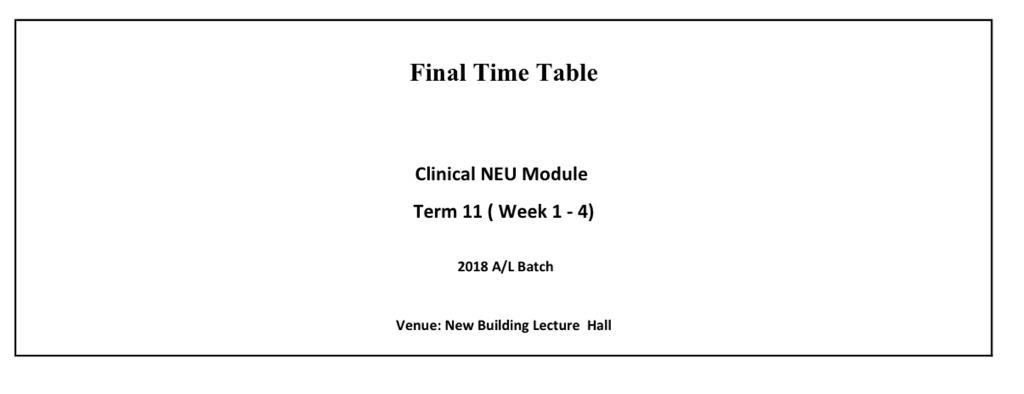 Final Time Table
Clinical NEU Module
Term 11 ( Week 1 - 4)
2018 A/L Batch
Venue: New Building Lecture  Hall